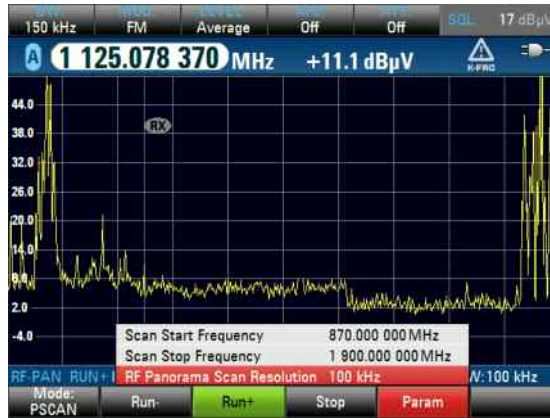 150 kHz FM Average Off Off SQL 17 dBµV
A 1 125.078 370 MHz +11.1 dBµV
K-FRQ
44.0
RX
38.0
32.0
26.0
20.0
14.0
8.0
2.0
-4.0
Scan Start Frequency 870.000 000 MHz
Scan Stop Frequency 1 900.000 000 MHz
RF-PAN RUN+ RF Panorama Scan Resolution 100 kHz W:100 kHz
Mode: PSCAN Run- Run+ Stop Param